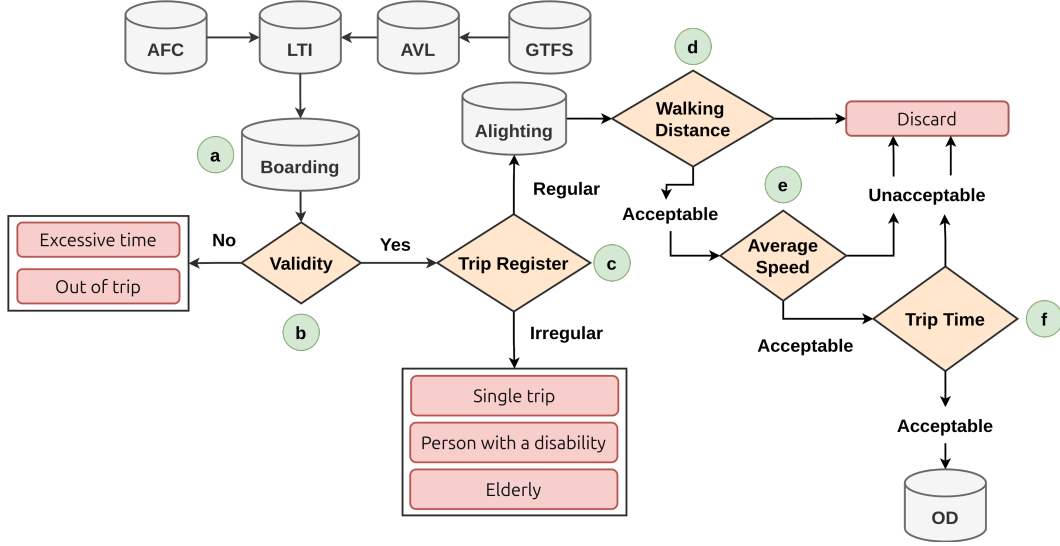 AFC
LTI
AVL
GTFS
d
Walking
Distance
Discard
Alighting
a
Boarding
e
Regular
Unacceptable
Acceptable
Excessive time
No
Validity
Yes
Trip Register
c
Average
Speed
Out of trip
b
Irregular
Trip Time
f
Acceptable
Single trip
Person with a disability
Elderly
Acceptable
OD